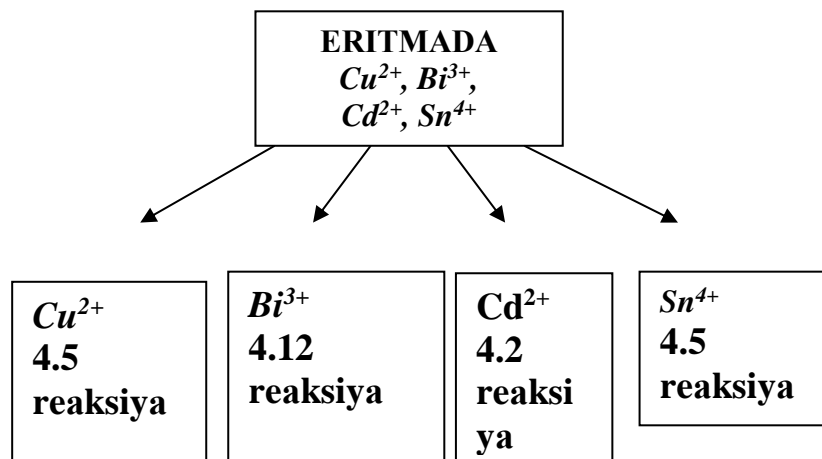 ERITMADA
Cu²⁺, Bi³⁺,
Cd²⁺, Sn⁴⁺
Cu²⁺
4.5
reaksiya
Bi³⁺
4.12
reaksiya
Cd²⁺
4.2
reaksi
ya
Sn⁴⁺
4.5
reaksiya